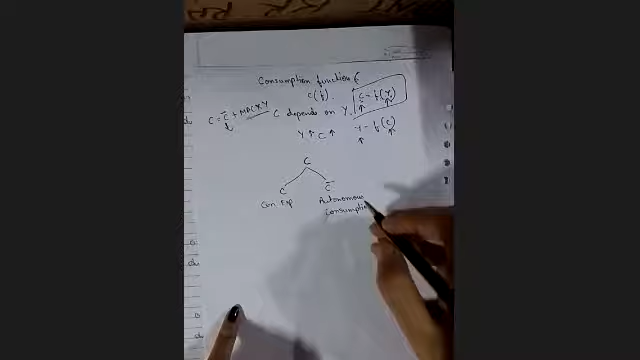 Consumption function
c(f).
C = f(Y)
C = C̅ + MPC x Y
C depends on Y.
Y = f(C)
Y ↑ C ↑
C
C C̅
Con. Exp Autonomous
Consumption